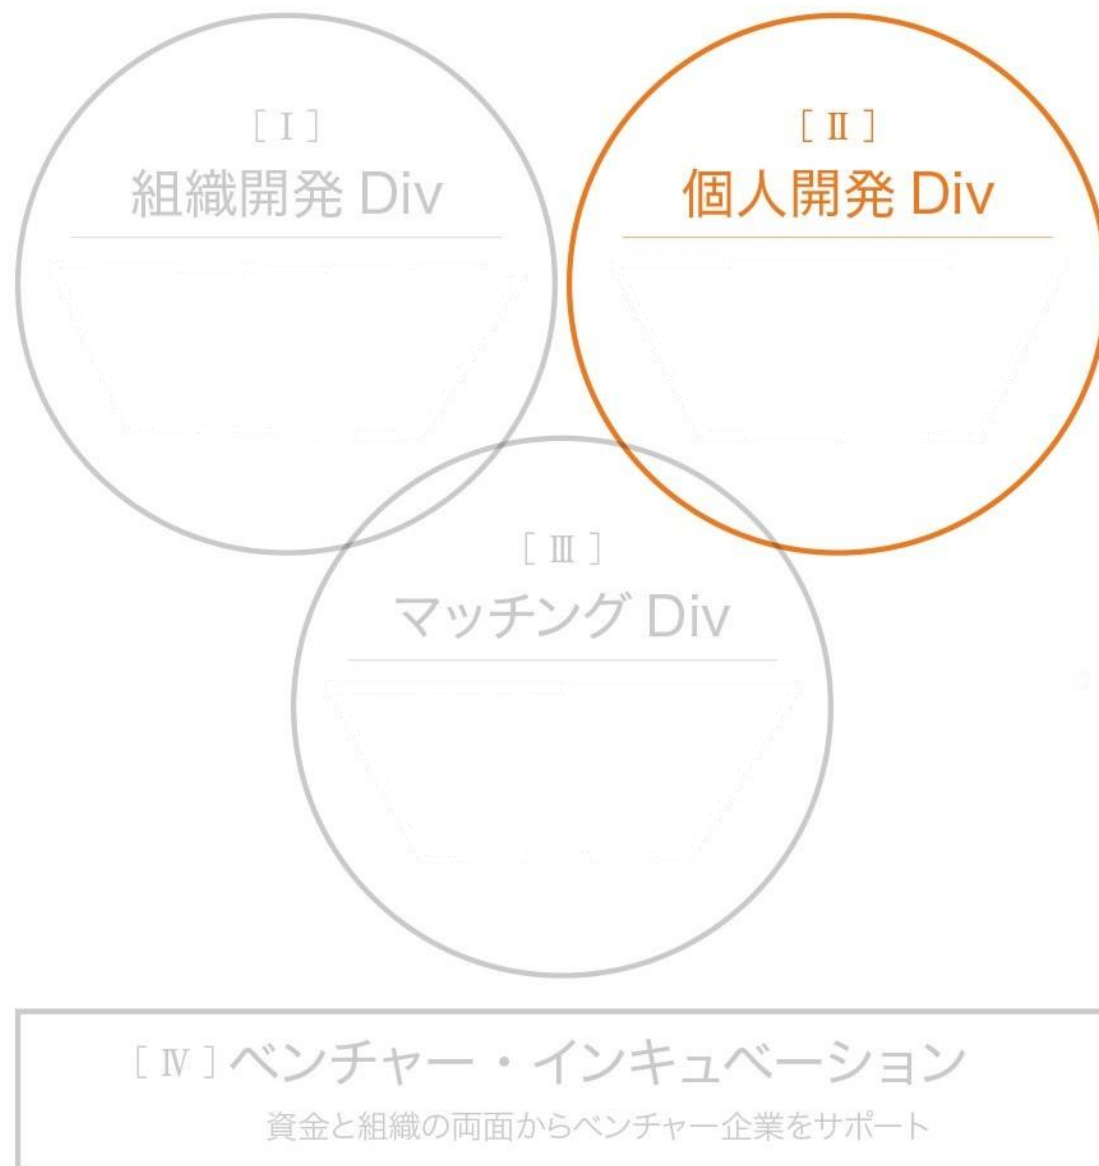 [ Ⅰ ]
組織開発 Div
[ Ⅱ ]
個人開発 Div
[ Ⅲ ]
マッチング Div
[ Ⅳ ] ベンチャー・インキュベーション
資金と組織の両面からベンチャー企業をサポート